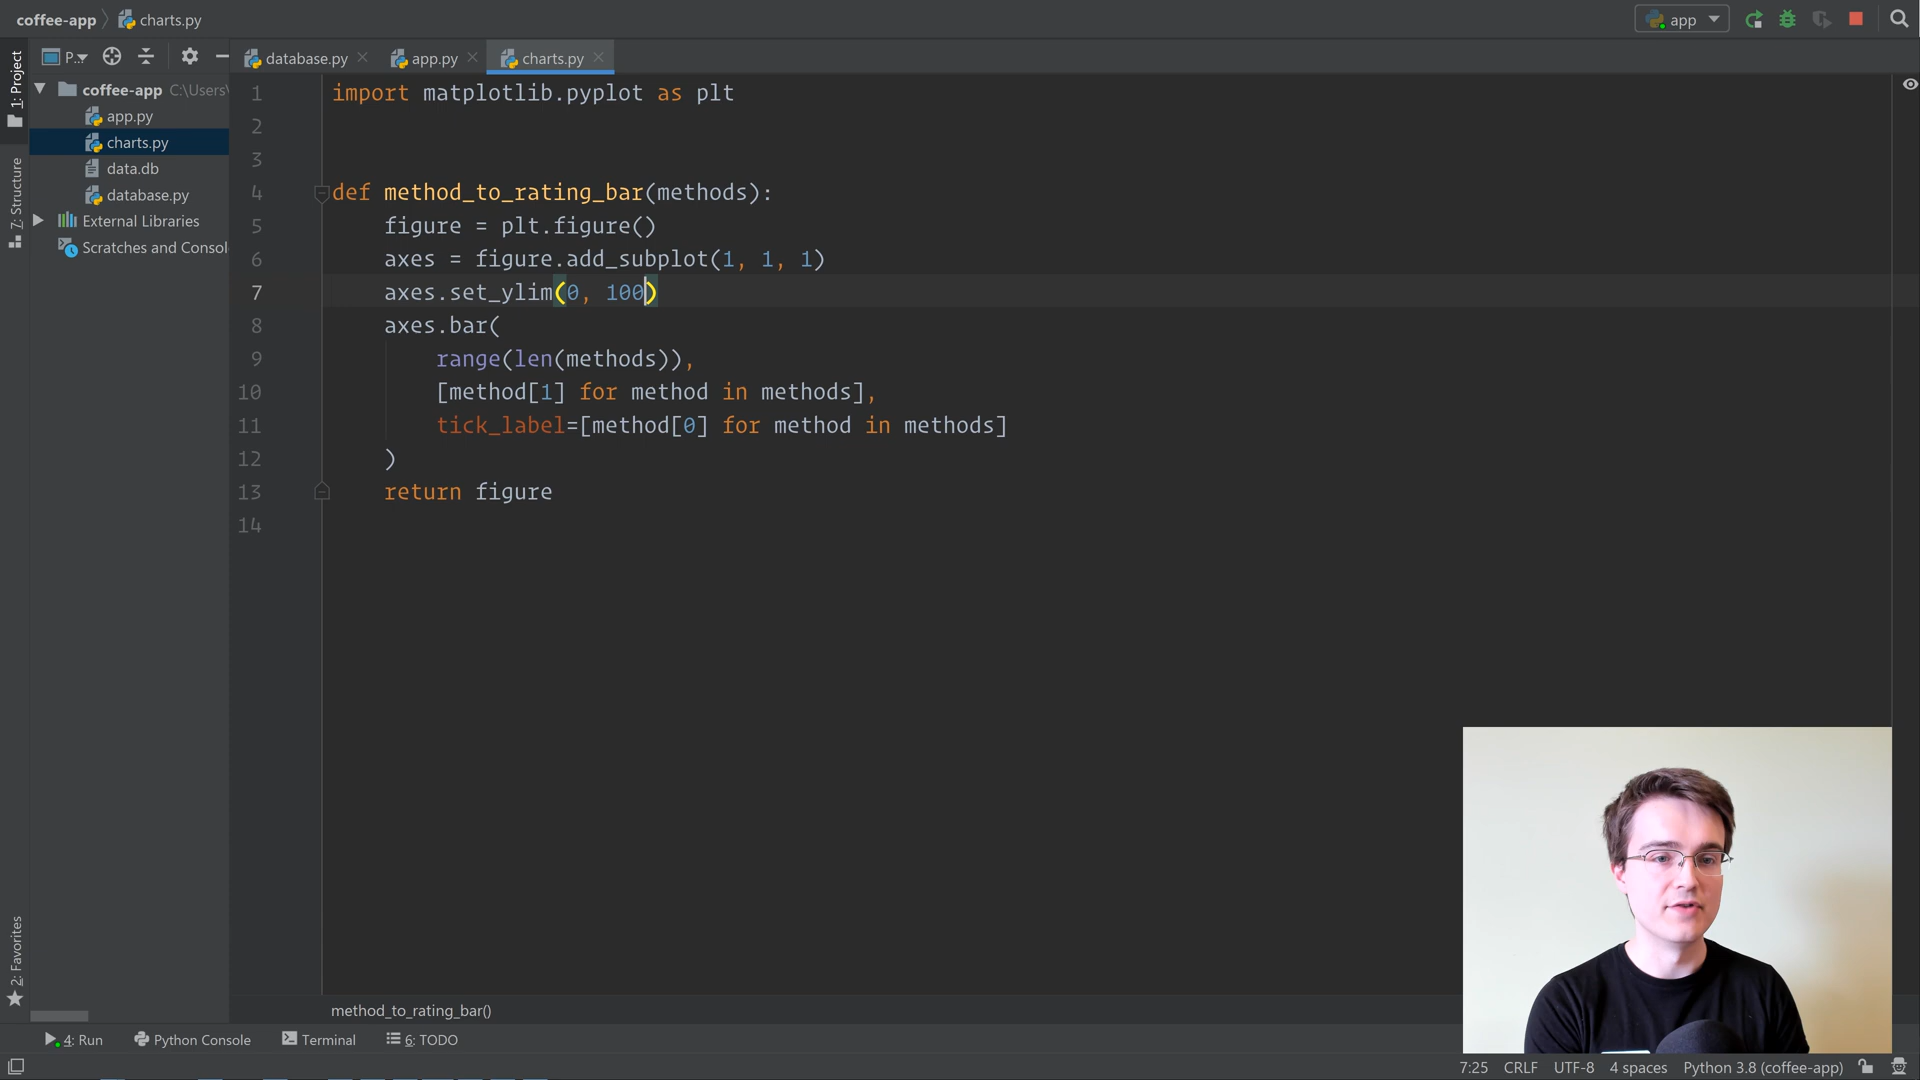 coffee-app charts.py
app
1: Project
P..
database.py app.py charts.py
coffee-app C:\Users\
app.py
charts.py
data.db
database.py
External Libraries
Scratches and Consol
7: Structure
2: Favorites
1 import matplotlib.pyplot as plt
2
3
4 def method_to_rating_bar(methods):
5 figure = plt.figure()
6 axes = figure.add_subplot(1, 1, 1)
7 axes.set_ylim(0, 100)
8 axes.bar(
9 range(len(methods)),
10 [method[1] for method in methods],
11 tick_label=[method[0] for method in methods]
12 )
13 return figure
14
method_to_rating_bar()
4: Run Python Console Terminal 6: TODO
7:25 CRLF UTF-8 4 spaces Python 3.8 (coffee-app)